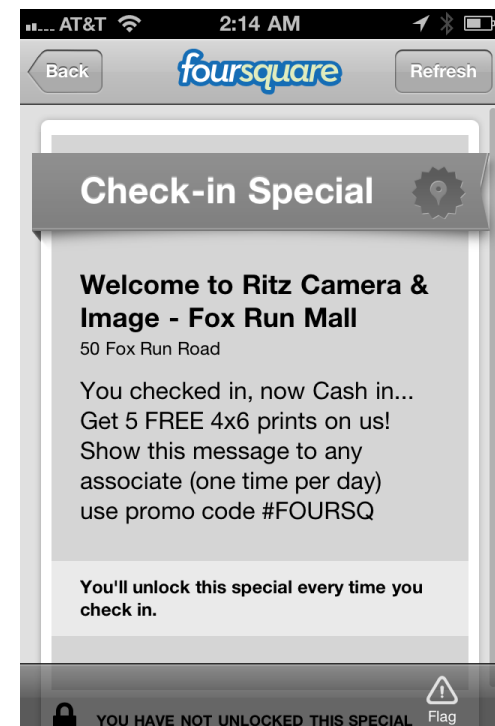 AT&T 2:14 AM
Back foursquare Refresh
Check-in Special
Welcome to Ritz Camera &
Image - Fox Run Mall
50 Fox Run Road
You checked in, now Cash in...
Get 5 FREE 4x6 prints on us!
Show this message to any
associate (one time per day)
use promo code #FOURSQ
You'll unlock this special every time you
check in.
YOU HAVE NOT UNLOCKED THIS SPECIAL
Flag